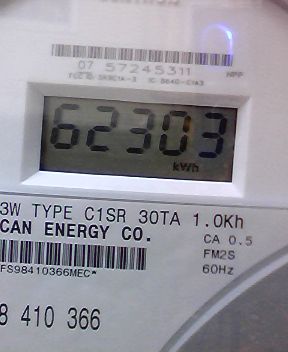 07 57245311 HPP
62303
kWh
3W TYPE C1SR 30TA 1.0Kh
CAN ENERGY CO. CA 0.5
FM2S
FS98410366MEC* 60Hz
8 410 366